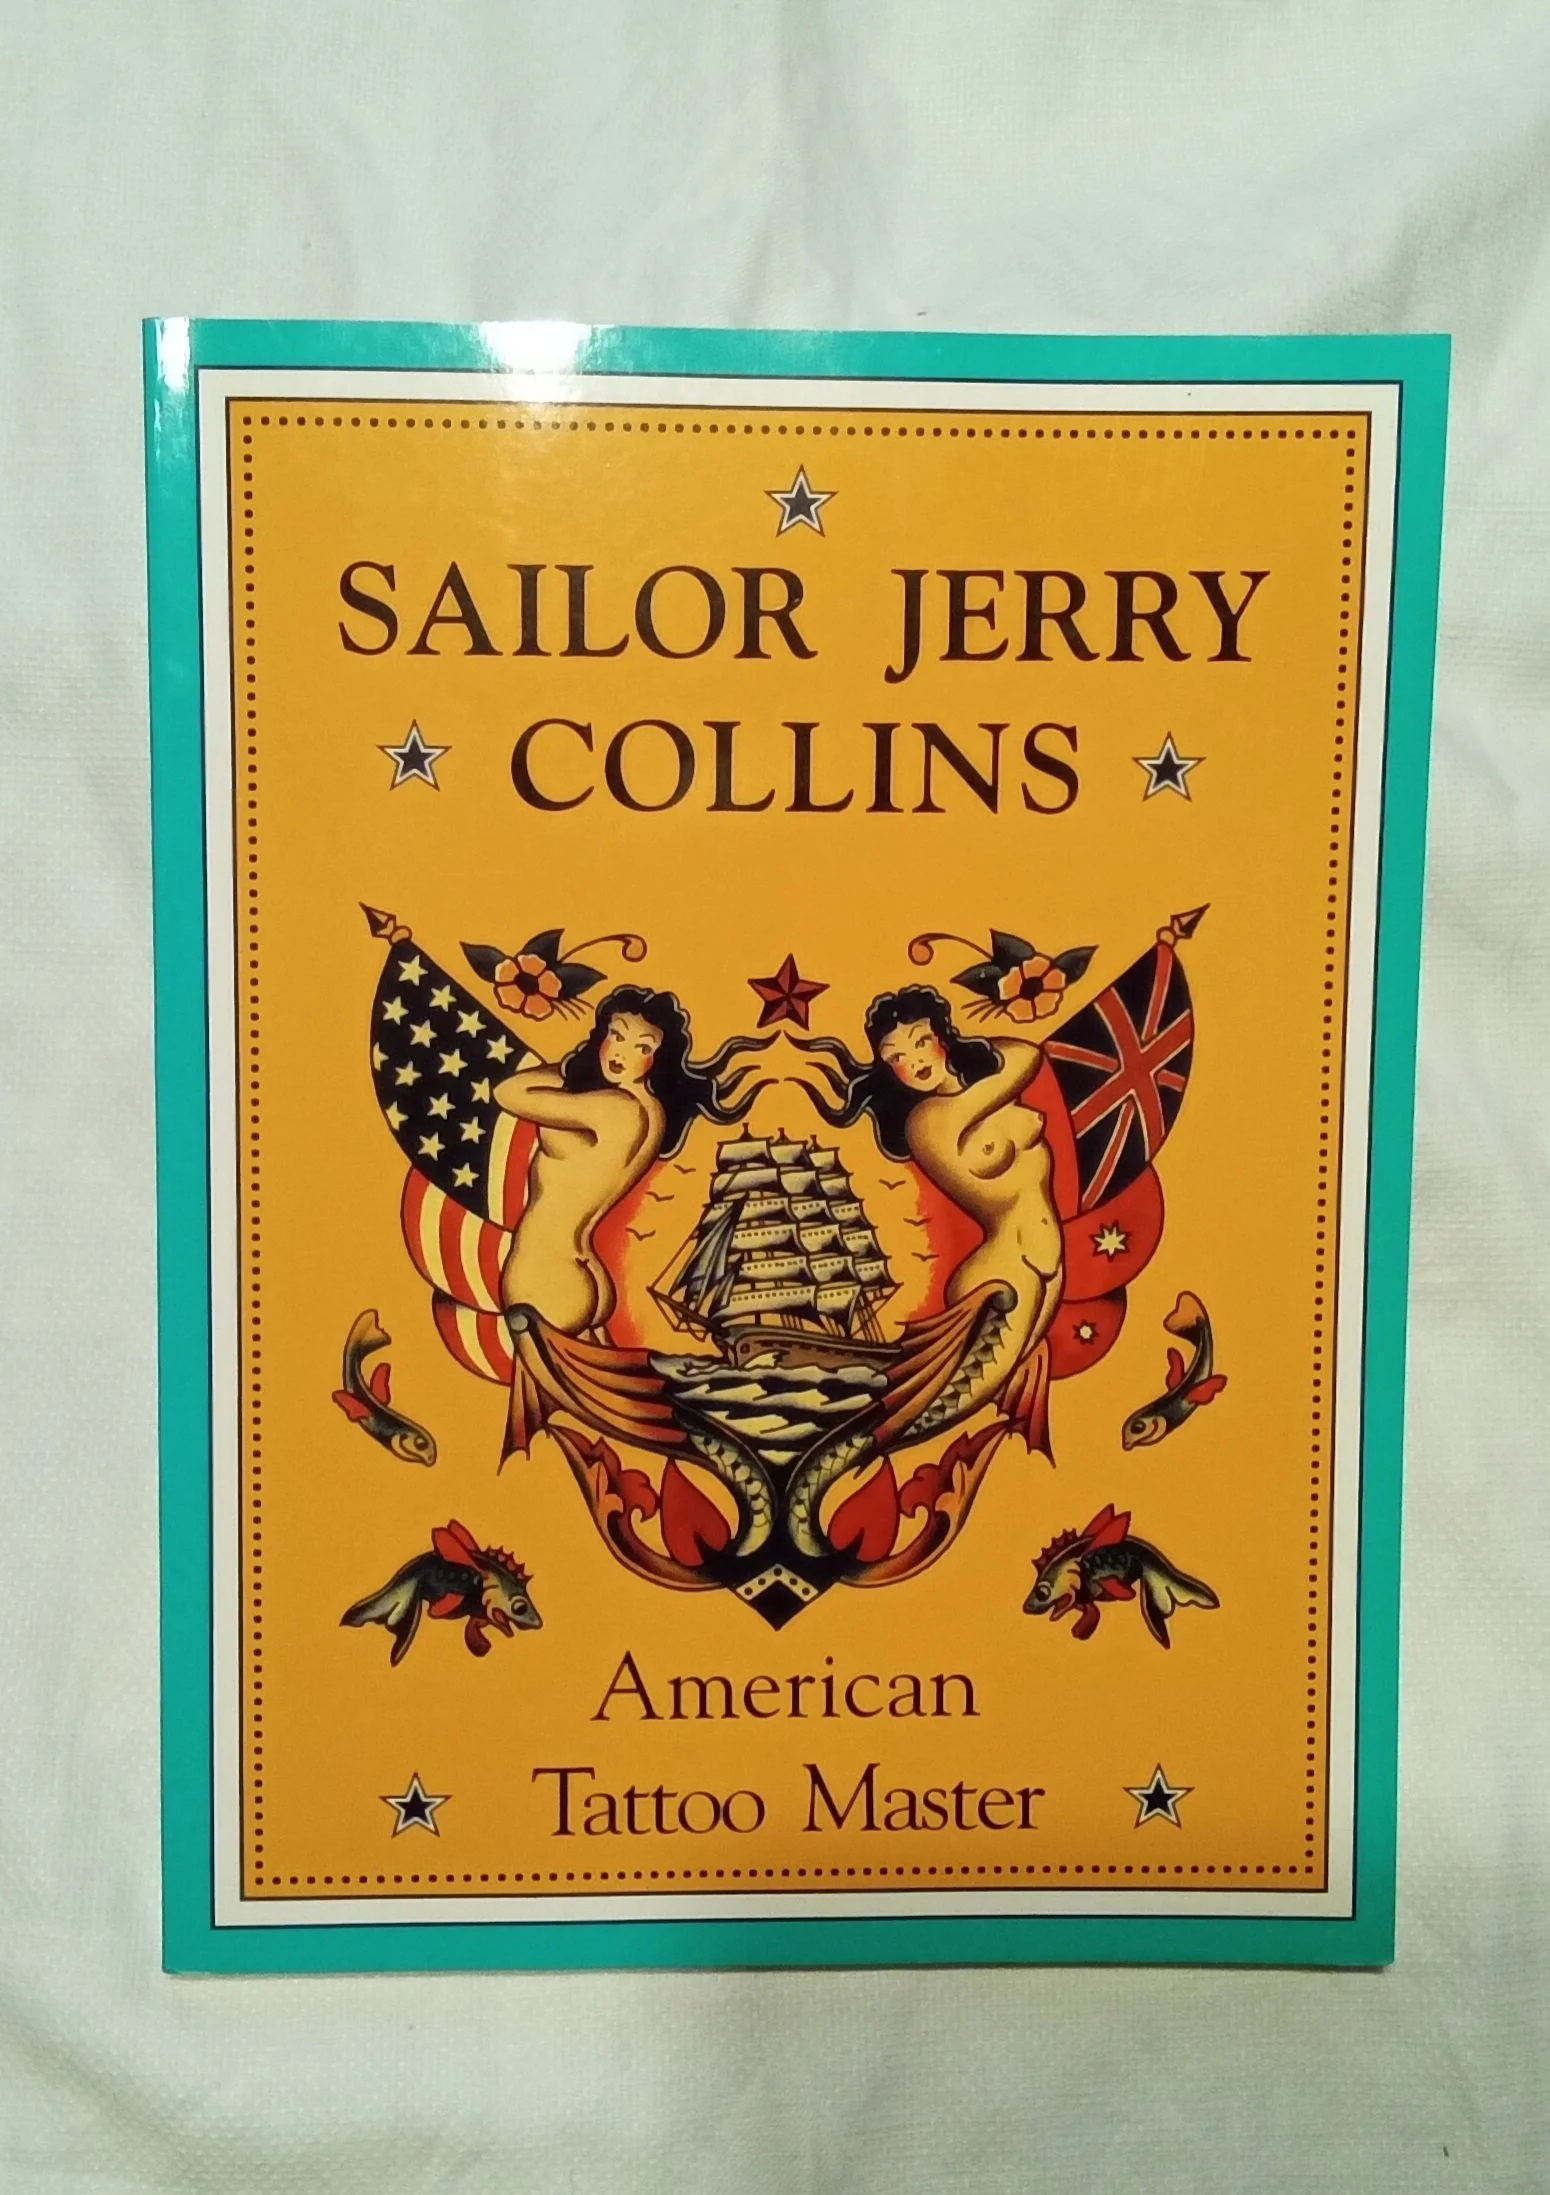 SAILOR JERRY
COLLINS
American
Tattoo Master